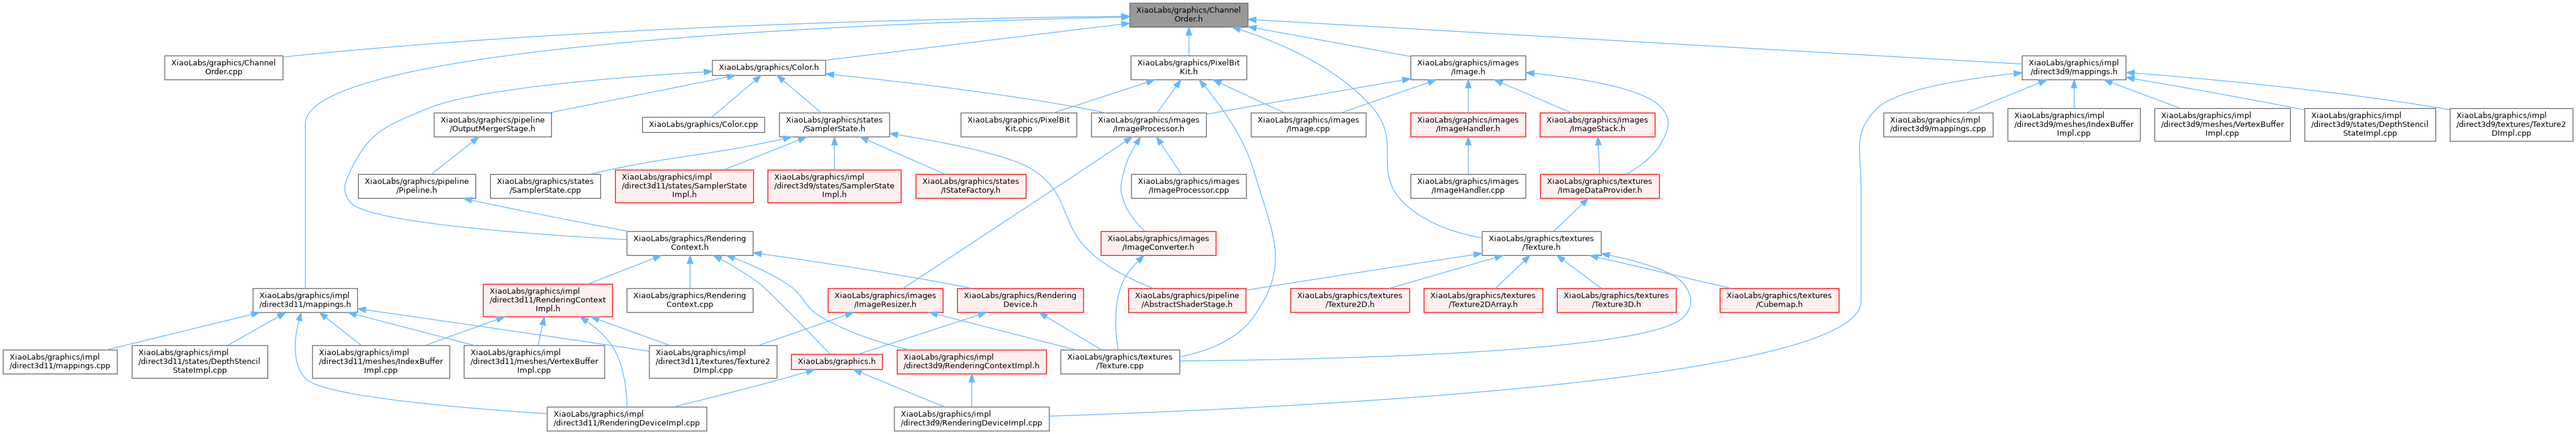 XiaoLabs/graphics/Channel
Order.h
XiaoLabs/graphics/Channel
Order.cpp
XiaoLabs/graphics/Color.h
XiaoLabs/graphics/PixelBit
Kit.h
XiaoLabs/graphics/images
/Image.h
XiaoLabs/graphics/impl
/direct3d9/mappings.h
XiaoLabs/graphics/pipeline
/OutputMergerStage.h
XiaoLabs/graphics/Color.cpp
XiaoLabs/graphics/states
/SamplerState.h
XiaoLabs/graphics/PixelBit
Kit.cpp
XiaoLabs/graphics/images
/ImageProcessor.h
XiaoLabs/graphics/images
/Image.cpp
XiaoLabs/graphics/images
/ImageHandler.h
XiaoLabs/graphics/images
/ImageStack.h
XiaoLabs/graphics/impl
/direct3d9/mappings.cpp
XiaoLabs/graphics/impl
/direct3d9/meshes/IndexBuffer
Impl.cpp
XiaoLabs/graphics/impl
/direct3d9/meshes/VertexBuffer
Impl.cpp
XiaoLabs/graphics/impl
/direct3d9/states/DepthStencil
StateImpl.cpp
XiaoLabs/graphics/impl
/direct3d9/textures/Texture2
DImpl.cpp
XiaoLabs/graphics/pipeline
/Pipeline.h
XiaoLabs/graphics/states
/SamplerState.cpp
XiaoLabs/graphics/impl
/direct3d11/states/SamplerState
Impl.h
XiaoLabs/graphics/impl
/direct3d9/states/SamplerState
Impl.h
XiaoLabs/graphics/states
/IStateFactory.h
XiaoLabs/graphics/images
/ImageProcessor.cpp
XiaoLabs/graphics/images
/ImageHandler.cpp
XiaoLabs/graphics/textures
/ImageDataProvider.h
XiaoLabs/graphics/Rendering
Context.h
XiaoLabs/graphics/images
/ImageConverter.h
XiaoLabs/graphics/textures
/Texture.h
XiaoLabs/graphics/impl
/direct3d11/mappings.h
XiaoLabs/graphics/impl
/direct3d11/RenderingContext
Impl.h
XiaoLabs/graphics/Rendering
Context.cpp
XiaoLabs/graphics/images
/ImageResizer.h
XiaoLabs/graphics/Rendering
Device.h
XiaoLabs/graphics/pipeline
/AbstractShaderStage.h
XiaoLabs/graphics/textures
/Texture2D.h
XiaoLabs/graphics/textures
/Texture2DArray.h
XiaoLabs/graphics/textures
/Texture3D.h
XiaoLabs/graphics/textures
/Cubemap.h
XiaoLabs/graphics/impl
/direct3d11/mappings.cpp
XiaoLabs/graphics/impl
/direct3d11/states/DepthStencil
StateImpl.cpp
XiaoLabs/graphics/impl
/direct3d11/meshes/IndexBuffer
Impl.cpp
XiaoLabs/graphics/impl
/direct3d11/meshes/VertexBuffer
Impl.cpp
XiaoLabs/graphics/impl
/direct3d11/textures/Texture2
DImpl.cpp
XiaoLabs/graphics.h
XiaoLabs/graphics/impl
/direct3d9/RenderingContextImpl.h
XiaoLabs/graphics/textures
/Texture.cpp
XiaoLabs/graphics/impl
/direct3d11/RenderingDeviceImpl.cpp
XiaoLabs/graphics/impl
/direct3d9/RenderingDeviceImpl.cpp